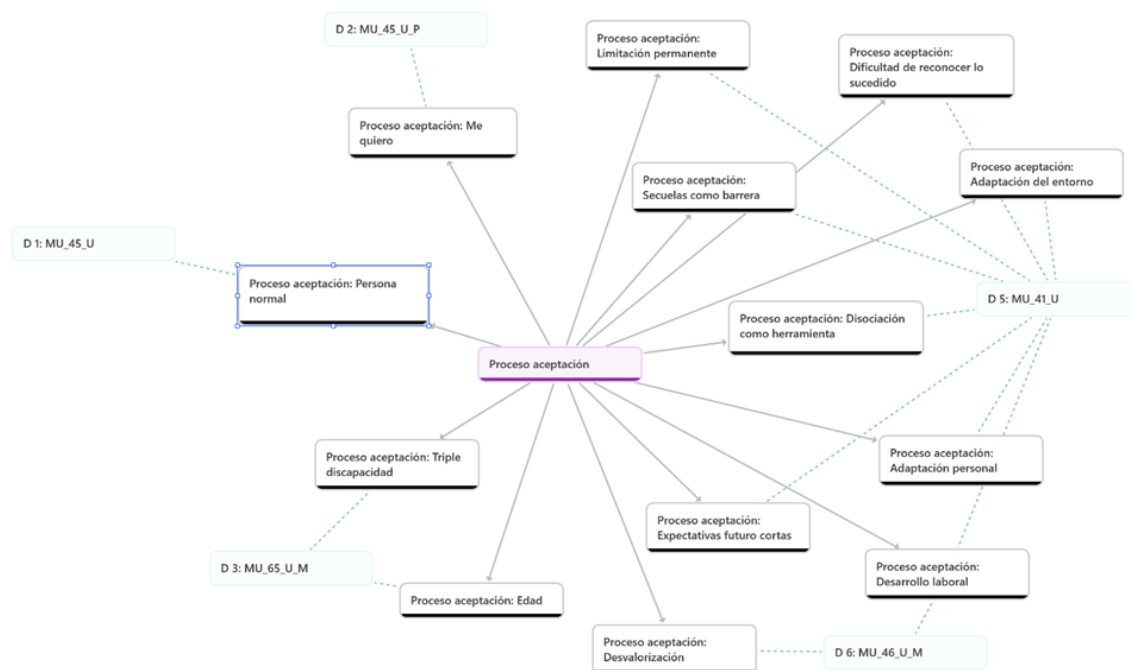 D 2: MU_45_U_P
Proceso aceptación:
Limitación permanente
Proceso aceptación:
Dificultad de reconocer lo
sucedido
Proceso aceptación: Me
quiero
Proceso aceptación:
Secuelas como barrera
Proceso aceptación:
Adaptación del entorno
D 1: MU_45_U
Proceso aceptación: Persona
normal
D 5: MU_41_U
Proceso aceptación: Disociación
como herramienta
Proceso aceptación
Proceso aceptación: Triple
discapacidad
Proceso aceptación:
Adaptación personal
Proceso aceptación:
Expectativas futuro cortas
D 3: MU_65_U_M
Proceso aceptación:
Desarrollo laboral
Proceso aceptación: Edad
Proceso aceptación:
Desvalorización
D 6: MU_46_U_M